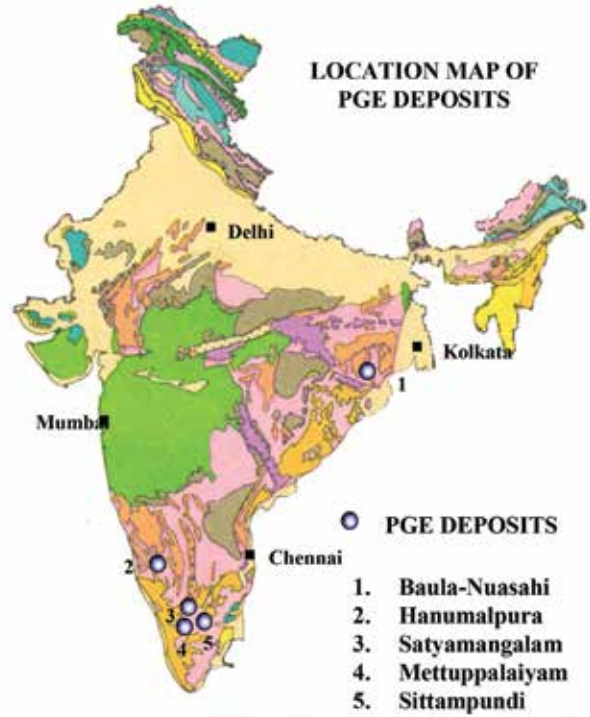 LOCATION MAP OF
PGE DEPOSITS
Delhi
Kolkata
1
Mumbai
PGE DEPOSITS
Chennai
2
3
4
5
1. Baula-Nuasahi
2. Hanumalpura
3. Satyamangalam
4. Mettuppalaiyam
5. Sittampundi